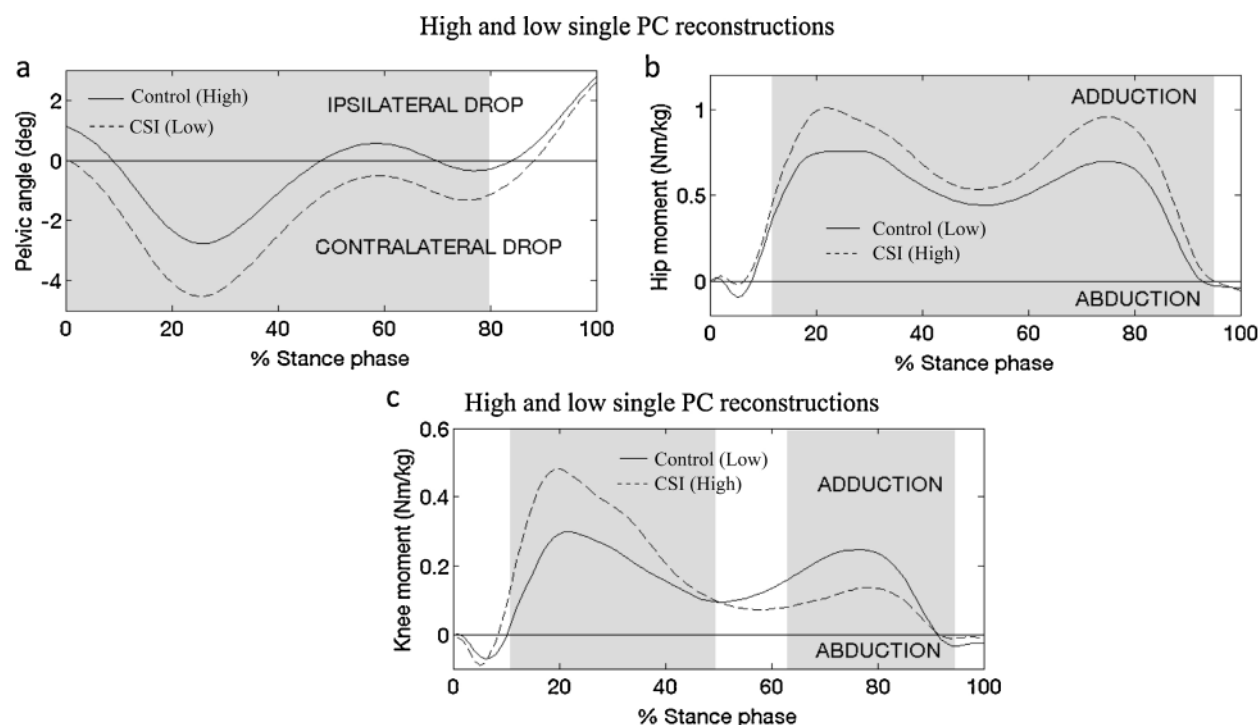 High and low single PC reconstructions
a
Pelvic angle (deg)
2
0
-2
-4
Control (High)
CSI (Low)
IPSILATERAL DROP
CONTRALATERAL DROP
0 20 40 60 80 100
% Stance phase
b
Hip moment (Nm/kg)
1
0.5
0
ADDUCTION
Control (Low)
CSI (High)
ABDUCTION
0 20 40 60 80 100
% Stance phase
c
High and low single PC reconstructions
Knee moment (Nm/kg)
0.6
0.4
0.2
0
Control (Low)
CSI (High)
ADDUCTION
ABDUCTION
0 20 40 60 80 100
% Stance phase